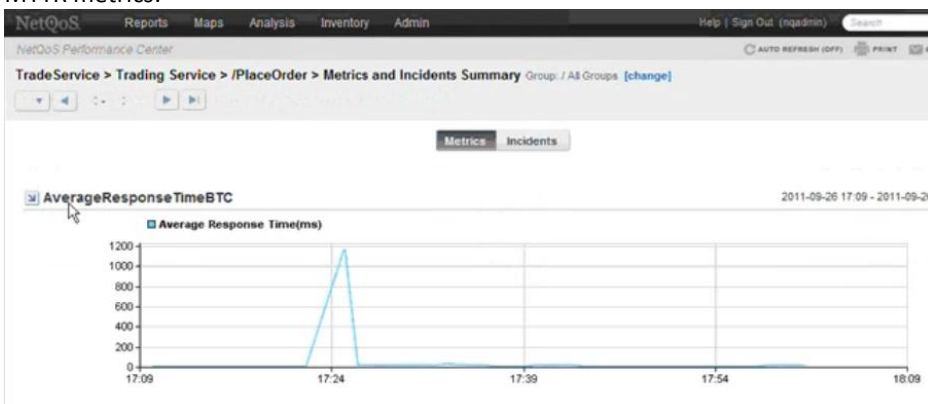 MTTR metrics.
NetQoS Reports Maps Analysis Inventory Admin Help | Sign Out (nqadmin) Search
NetQoS Performance Center AUTO REFRESH (OFF) PRINT
TradeService > Trading Service > /PlaceOrder > Metrics and Incidents Summary Group: / All Groups [change]
Metrics Incidents
AverageResponseTimeBTC 2011-09-26 17:09 - 2011-09-2
Average Response Time(ms)
1200
1000
800
600
400
200
0
17:09 17:24 17:39 17:54 18:09